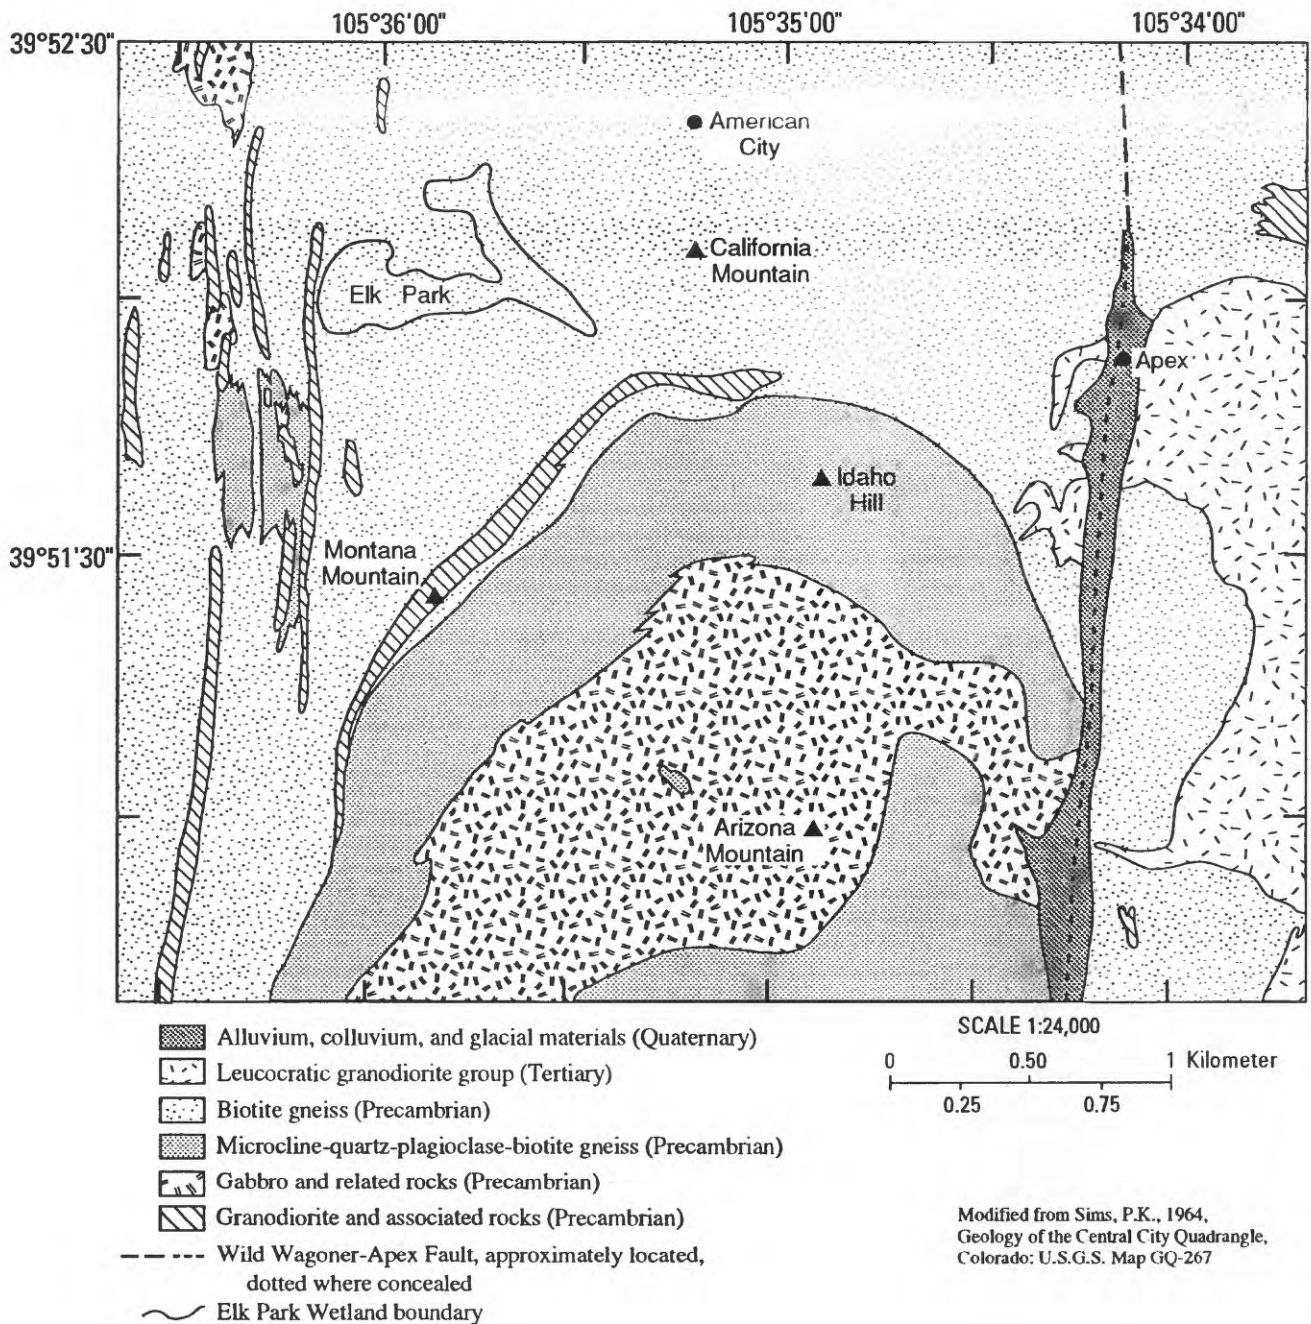 105°36'00" 105°35'00" 105°34'00"
39°52'30"
American
City
California
Mountain
Elk Park
Apex
Idaho
Hill
39°51'30"
Montana
Mountain
Arizona
Mountain
SCALE 1:24,000
0 0.50 1 Kilometer
0.25 0.75
Alluvium, colluvium, and glacial materials (Quaternary)
Leucocratic granodiorite group (Tertiary)
Biotite gneiss (Precambrian)
Microcline-quartz-plagioclase-biotite gneiss (Precambrian)
Gabbro and related rocks (Precambrian)
Granodiorite and associated rocks (Precambrian)
Wild Wagoner-Apex Fault, approximately located,
dotted where concealed
Elk Park Wetland boundary
Modified from Sims, P.K., 1964,
Geology of the Central City Quadrangle,
Colorado: U.S.G.S. Map GQ-267